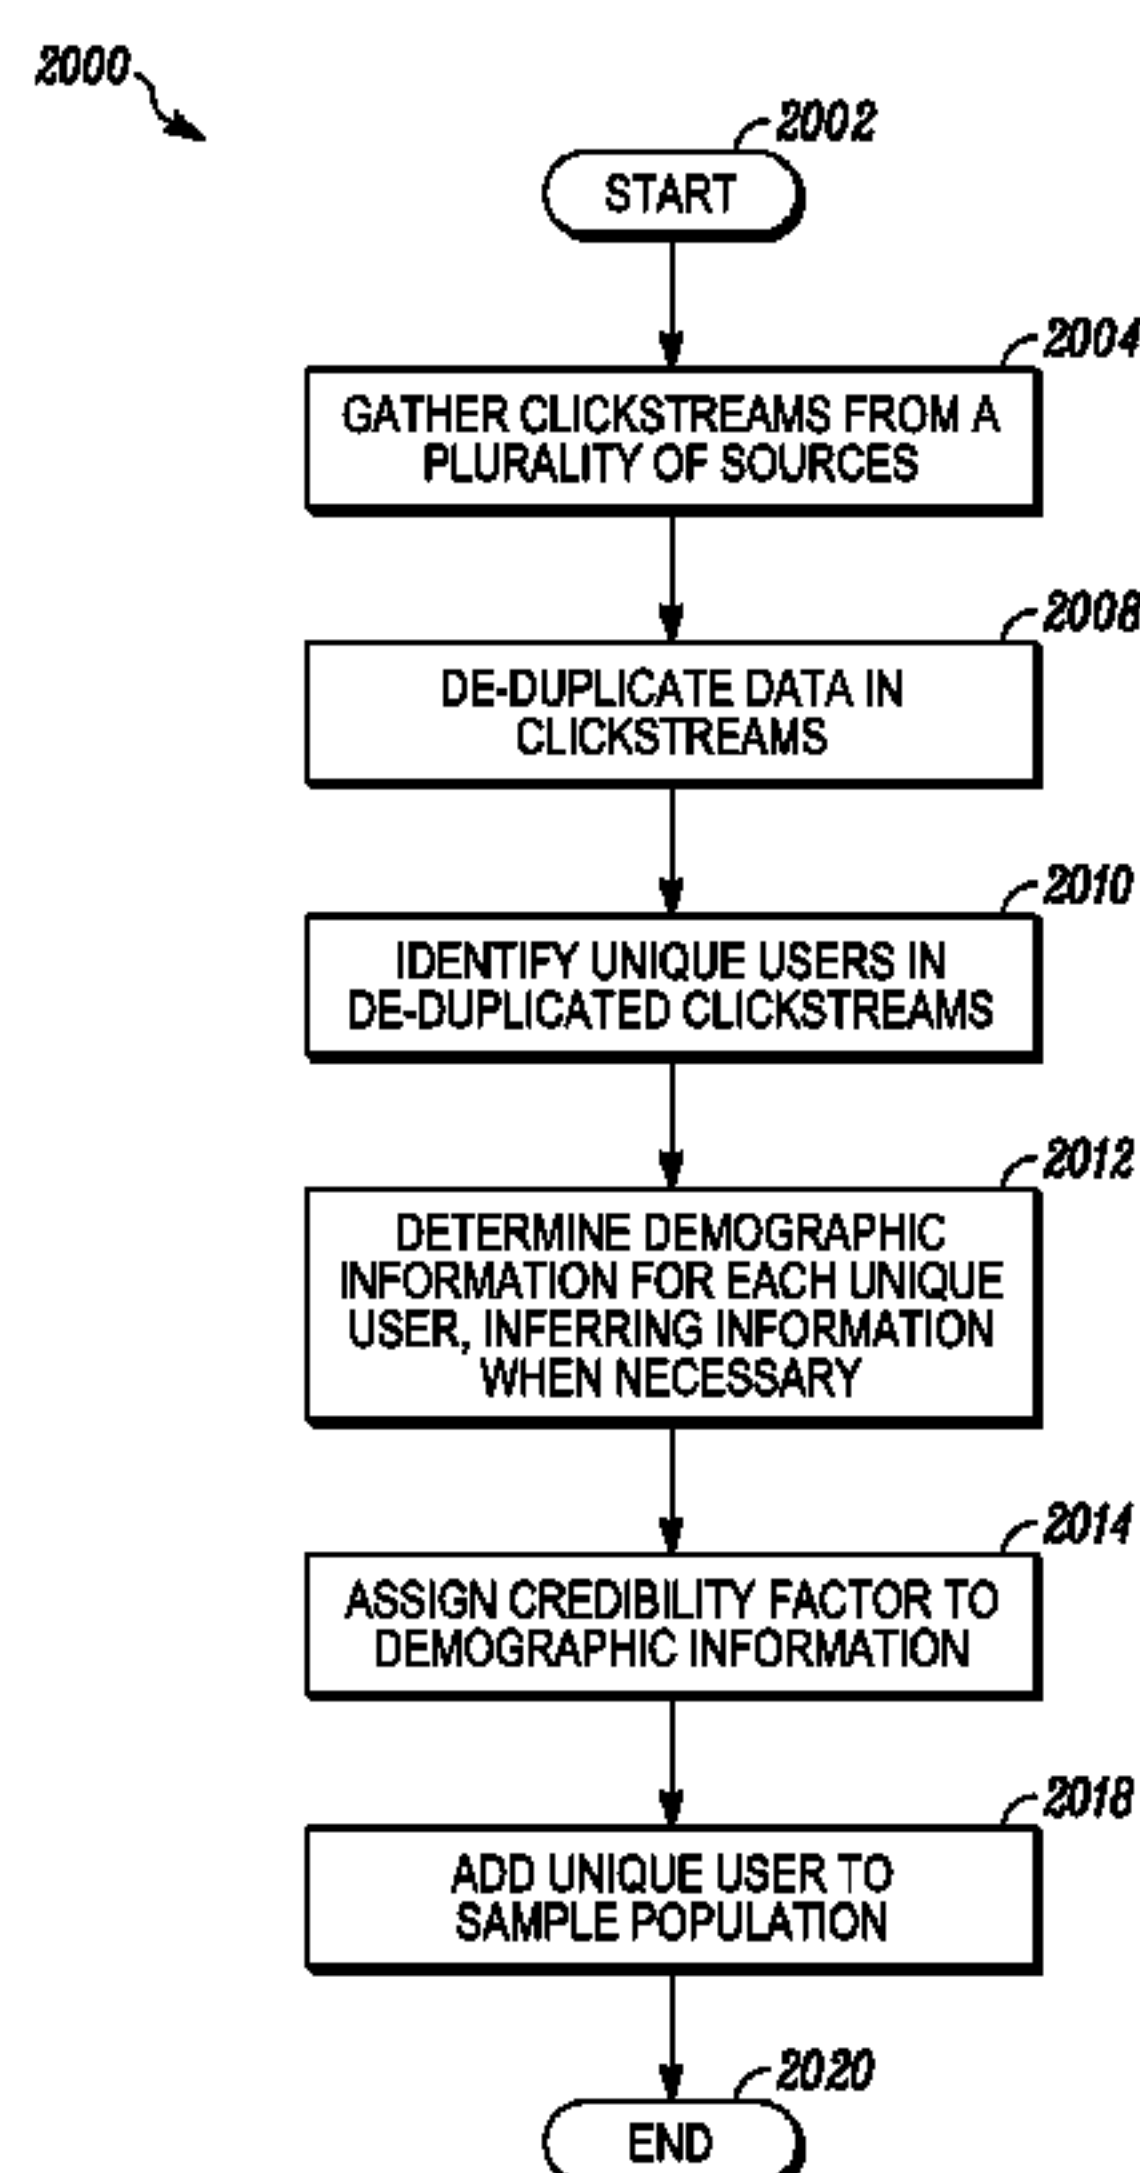 2000
2002
START
2004
GATHER CLICKSTREAMS FROM A
PLURALITY OF SOURCES
2008
DE-DUPLICATE DATA IN
CLICKSTREAMS
2010
IDENTIFY UNIQUE USERS IN
DE-DUPLICATED CLICKSTREAMS
2012
DETERMINE DEMOGRAPHIC
INFORMATION FOR EACH UNIQUE
USER, INFERRING INFORMATION
WHEN NECESSARY
2014
ASSIGN CREDIBILITY FACTOR TO
DEMOGRAPHIC INFORMATION
2018
ADD UNIQUE USER TO
SAMPLE POPULATION
2020
END